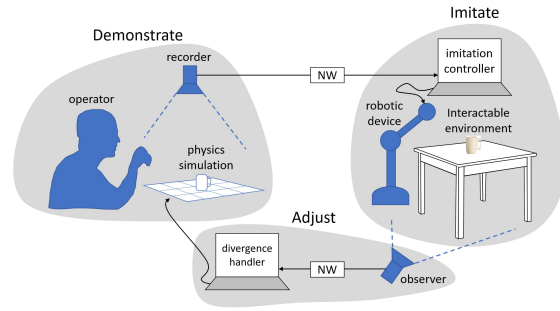 Demonstrate
recorder
operator
physics
simulation
NW
Imitate
imitation
controller
robotic
device
Interactable
environment
Adjust
divergence
handler
NW
observer